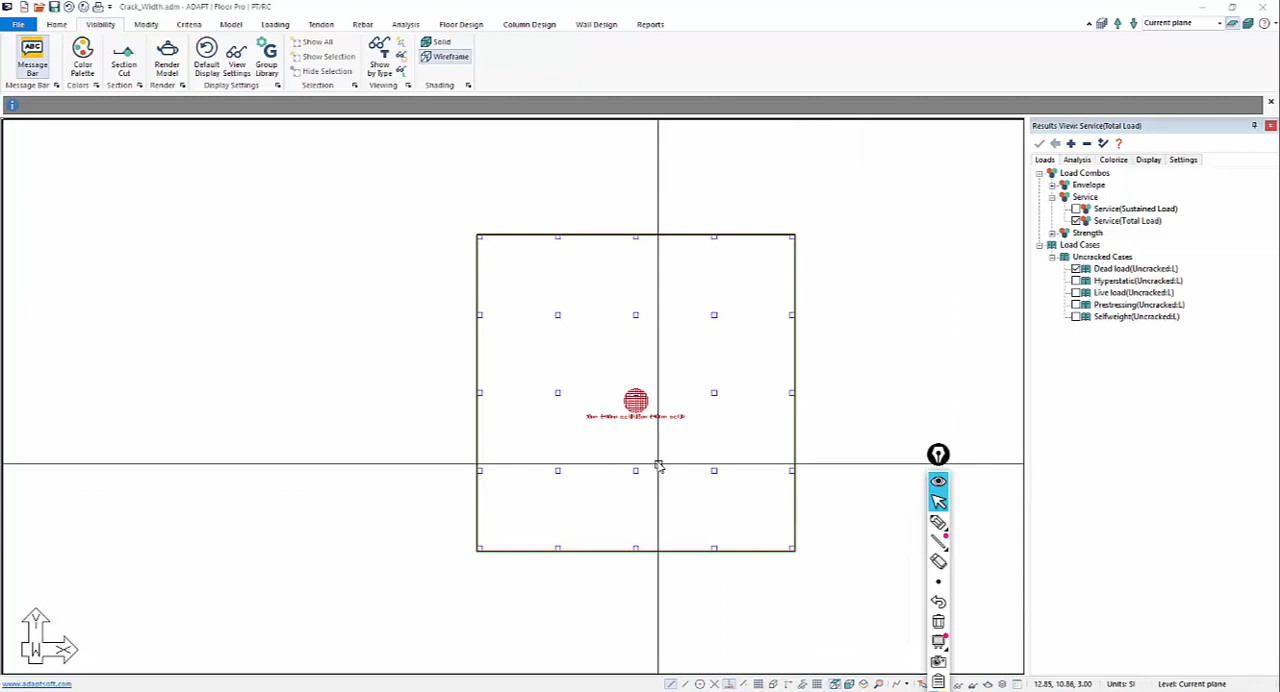 Crack_Width.adm - ADAPT | Floor Pro | PT/RC
File Home Visibility Modify Criteria Model Loading Tendon Rebar Analysis Floor Design Column Design Wall Design Reports
Current plane
ABC
Message Bar
Color Palette
Section Cut
Render Model
Default Display
View Settings
Group Library
Show All
Show Selection
Hide Selection
Show by Type
Solid
Wireframe
Message Bar Colors Section Render Display Settings Selection Viewing Shading
Results View: Service(Total Load)
Loads Analysis Colorize Display Settings
Load Combos
Envelope
Service
Service(Sustained Load)
Service(Total Load)
Strength
Load Cases
Uncracked Cases
Dead load(Uncracked:L)
Hyperstatic(Uncracked:L)
Live load(Uncracked:L)
Prestressing(Uncracked:L)
Selfweight(Uncracked:L)
Y
W X
www.adaptsoft.com
12.85, 10.86, 3.00 Units: SI Level: Current plane